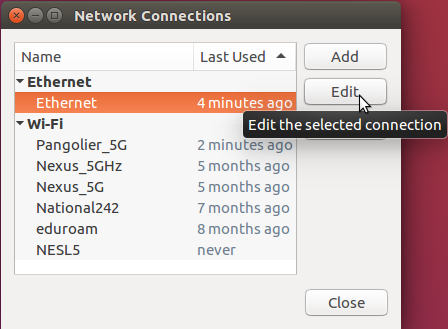 Network Connections
Name Last Used
Add
Ethernet
Edit
Ethernet 4 minutes ago
Edit the selected connection
Wi-Fi
Pangolier_5G 2 minutes ago
Nexus_5GHz 5 months ago
Nexus_5G 5 months ago
National242 7 months ago
eduroam 8 months ago
NESL5 never
Close